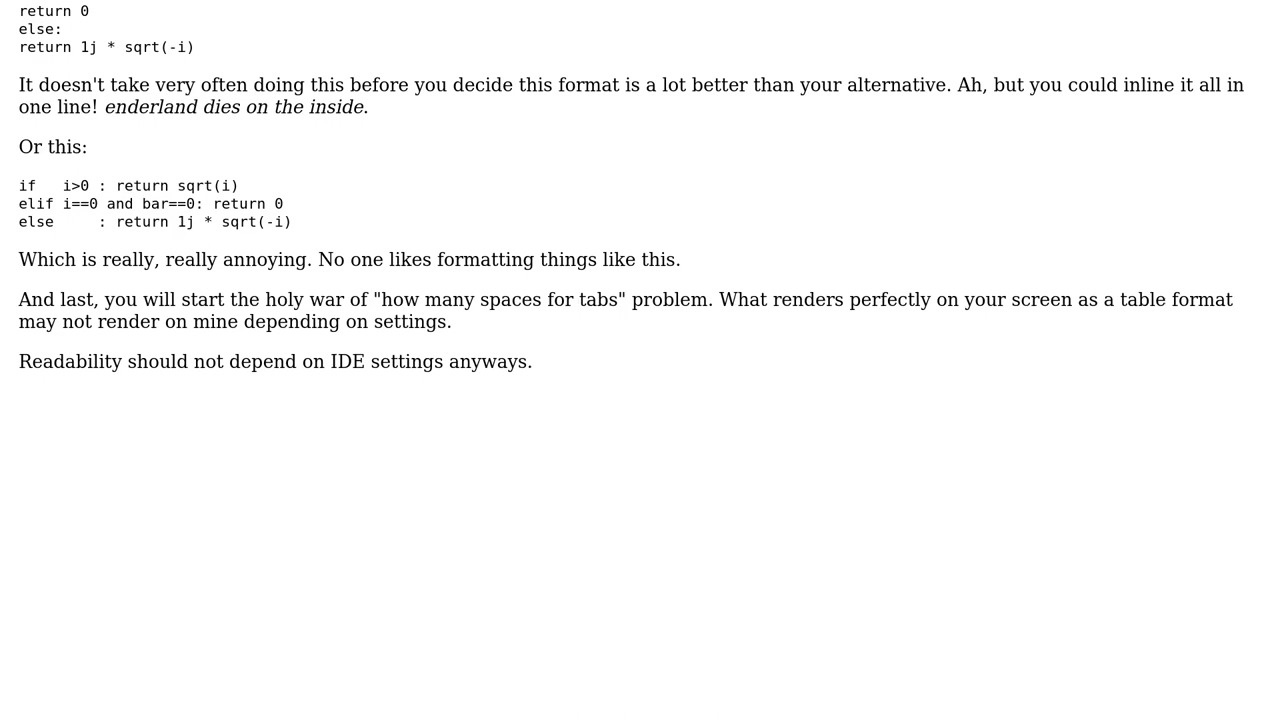 return 0
else:
return 1j * sqrt(-i)
It doesn't take very often doing this before you decide this format is a lot better than your alternative. Ah, but you could inline it all in
one line! enderland dies on the inside.
Or this:
if   i>0 : return sqrt(i)
elif i==0 and bar==0: return 0
else     : return 1j * sqrt(-i)
Which is really, really annoying. No one likes formatting things like this.
And last, you will start the holy war of "how many spaces for tabs" problem. What renders perfectly on your screen as a table format
may not render on mine depending on settings.
Readability should not depend on IDE settings anyways.